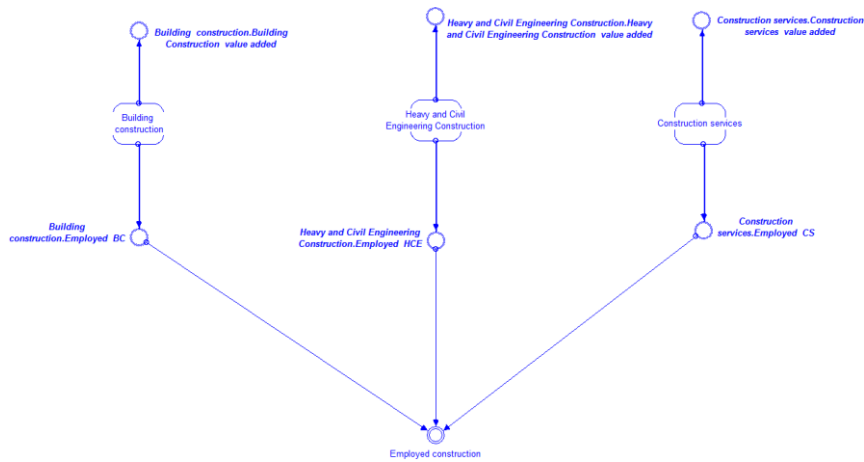 Building construction.Building
Construction value added
Heavy and Civil Engineering Construction.Heavy
and Civil Engineering Construction value added
Construction services.Construction
services value added
Building
construction
Heavy and Civil
Engineering Construction
Construction services
Building
construction.Employed BC
Heavy and Civil Engineering
Construction.Employed HCE
Construction
services.Employed CS
Employed construction